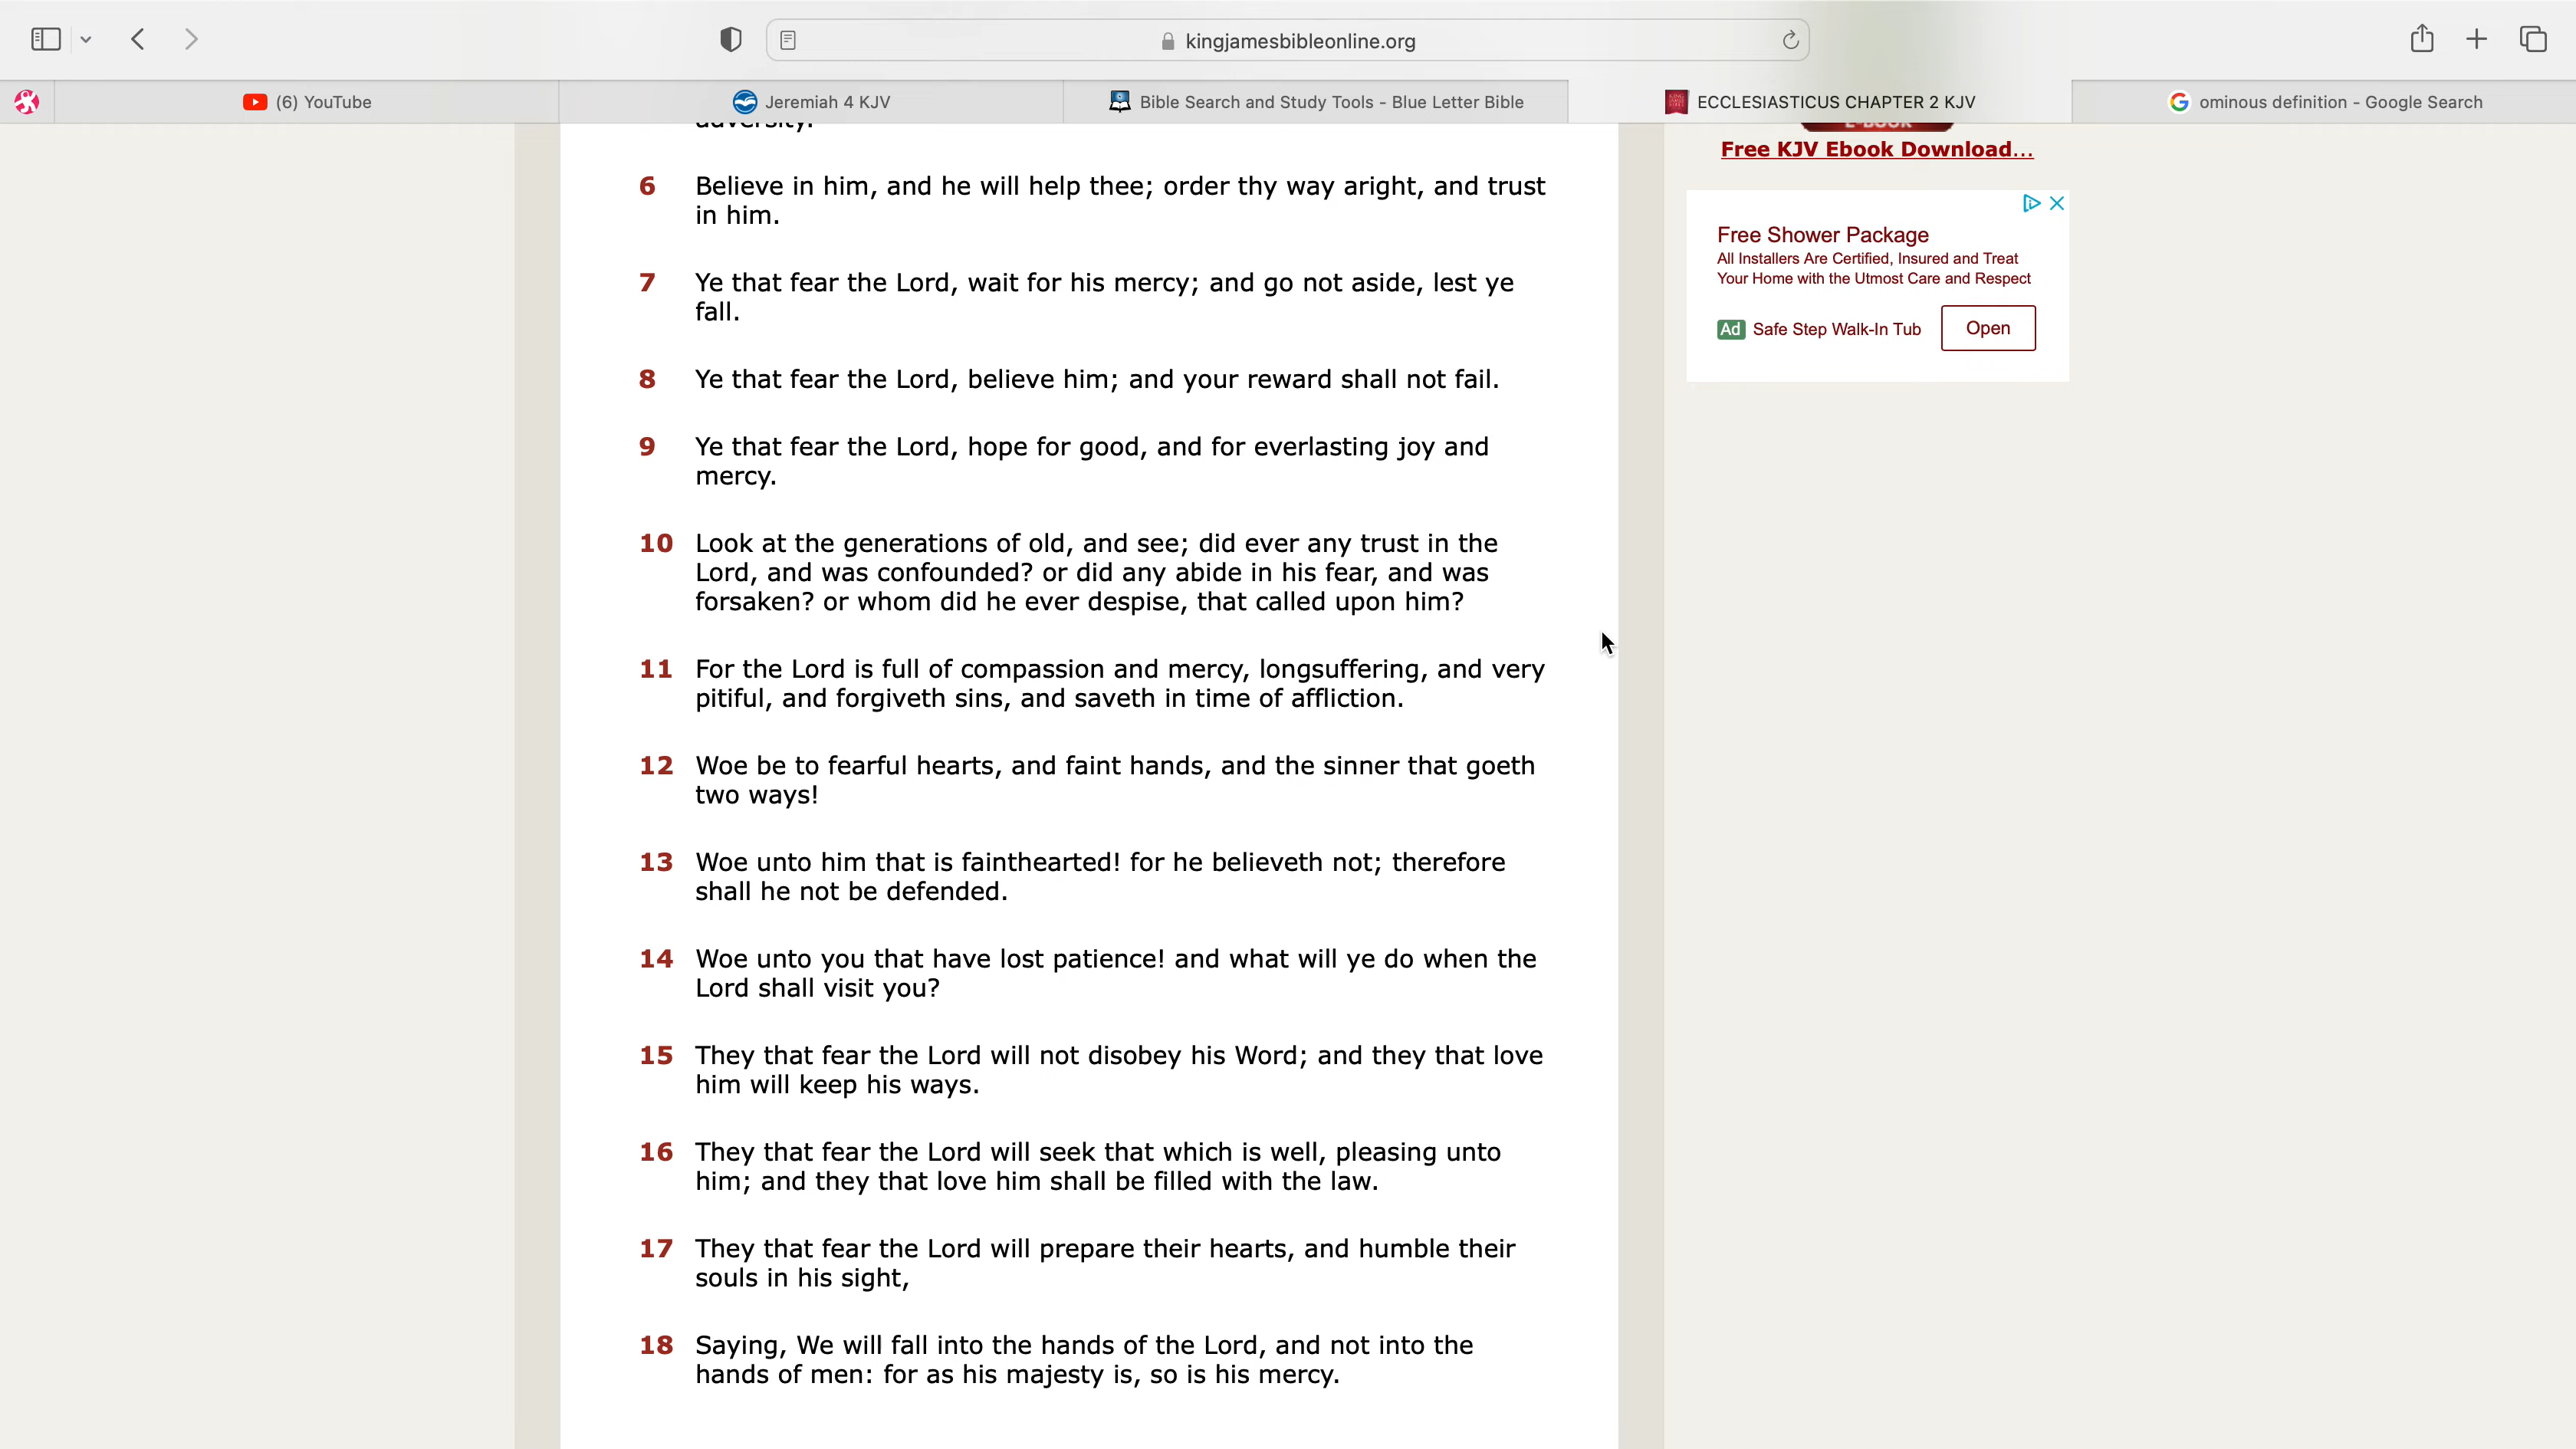 kingjamesbibleonline.org
(6) YouTube
Jeremiah 4 KJV
Bible Search and Study Tools - Blue Letter Bible
ECCLESIASTICUS CHAPTER 2 KJV
ominous definition - Google Search
adversity.
6 Believe in him, and he will help thee; order thy way aright, and trust
in him.
7 Ye that fear the Lord, wait for his mercy; and go not aside, lest ye
fall.
8 Ye that fear the Lord, believe him; and your reward shall not fail.
9 Ye that fear the Lord, hope for good, and for everlasting joy and
mercy.
10 Look at the generations of old, and see; did ever any trust in the
Lord, and was confounded? or did any abide in his fear, and was
forsaken? or whom did he ever despise, that called upon him?
11 For the Lord is full of compassion and mercy, longsuffering, and very
pitiful, and forgiveth sins, and saveth in time of affliction.
12 Woe be to fearful hearts, and faint hands, and the sinner that goeth
two ways!
13 Woe unto him that is fainthearted! for he believeth not; therefore
shall he not be defended.
14 Woe unto you that have lost patience! and what will ye do when the
Lord shall visit you?
15 They that fear the Lord will not disobey his Word; and they that love
him will keep his ways.
16 They that fear the Lord will seek that which is well, pleasing unto
him; and they that love him shall be filled with the law.
17 They that fear the Lord will prepare their hearts, and humble their
souls in his sight,
18 Saying, We will fall into the hands of the Lord, and not into the
hands of men: for as his majesty is, so is his mercy.
E-BOOK
Free KJV Ebook Download...
Free Shower Package
All Installers Are Certified, Insured and Treat
Your Home with the Utmost Care and Respect
Ad Safe Step Walk-In Tub
Open